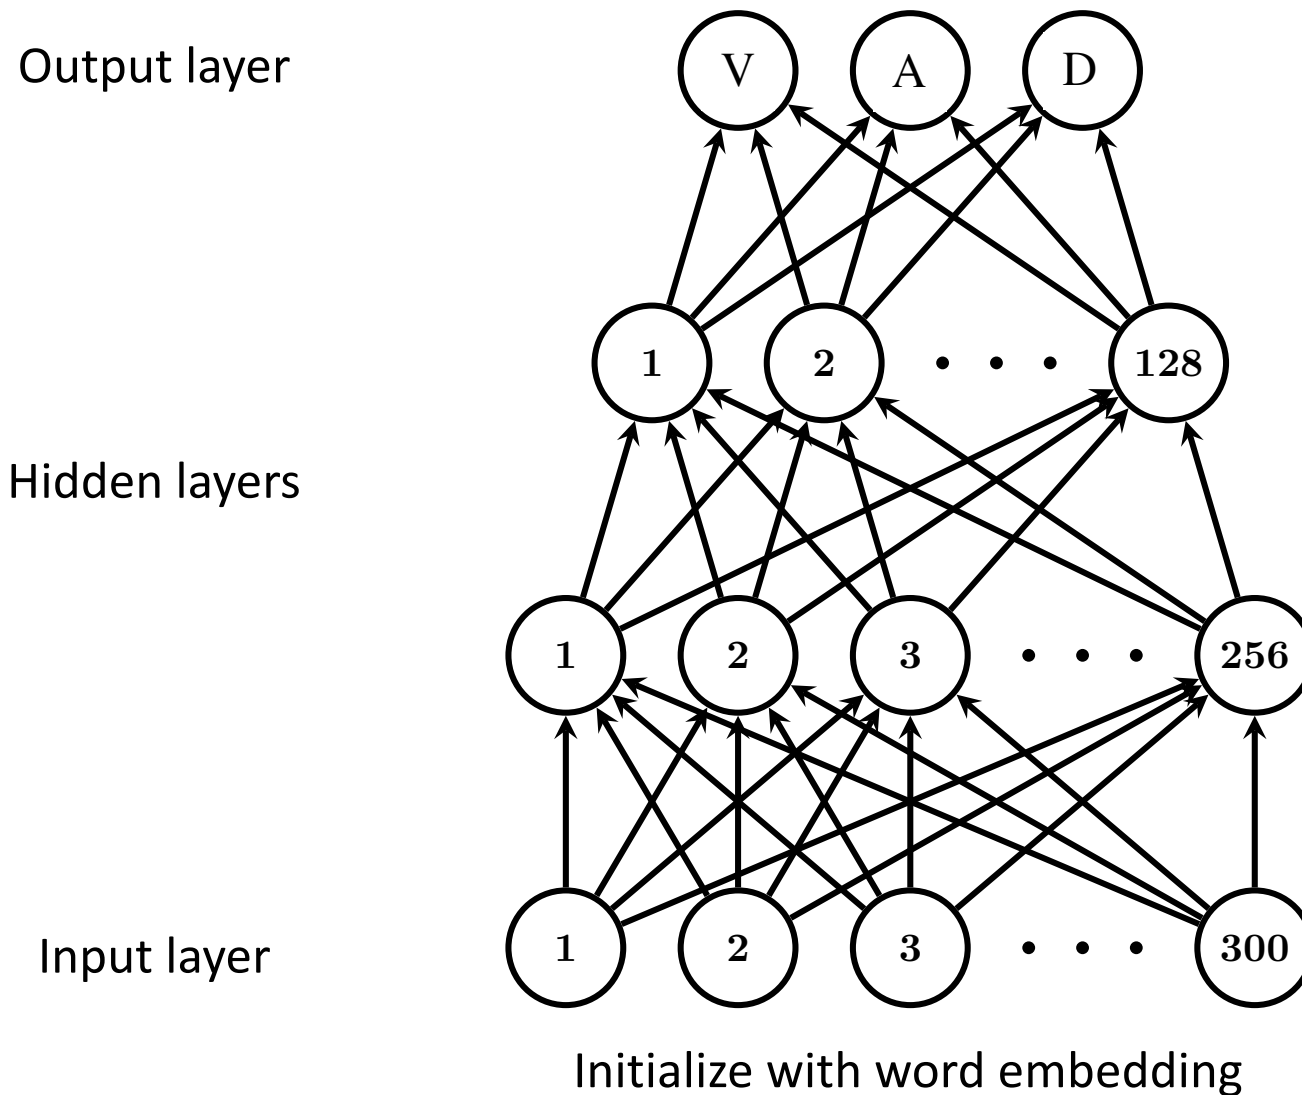 Output layer
V A D
1 2 • • • 128
Hidden layers
1 2 3 • • • 256
1 2 3 • • • 300
Input layer
Initialize with word embedding